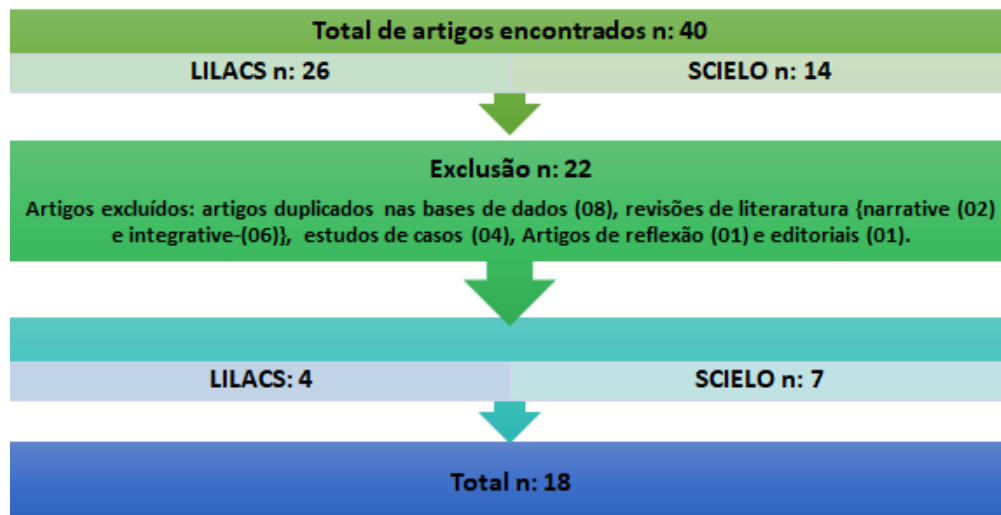 Total de artigos encontrados n: 40
LILACS n: 26
SCIELO n: 14
Exclusão n: 22
Artigos excluídos: artigos duplicados nas bases de dados (08), revisões de literaratura {narrative (02)
e integrative-(06)}, estudos de casos (04), Artigos de reflexão (01) e editoriais (01).
LILACS: 4
SCIELO n: 7
Total n: 18